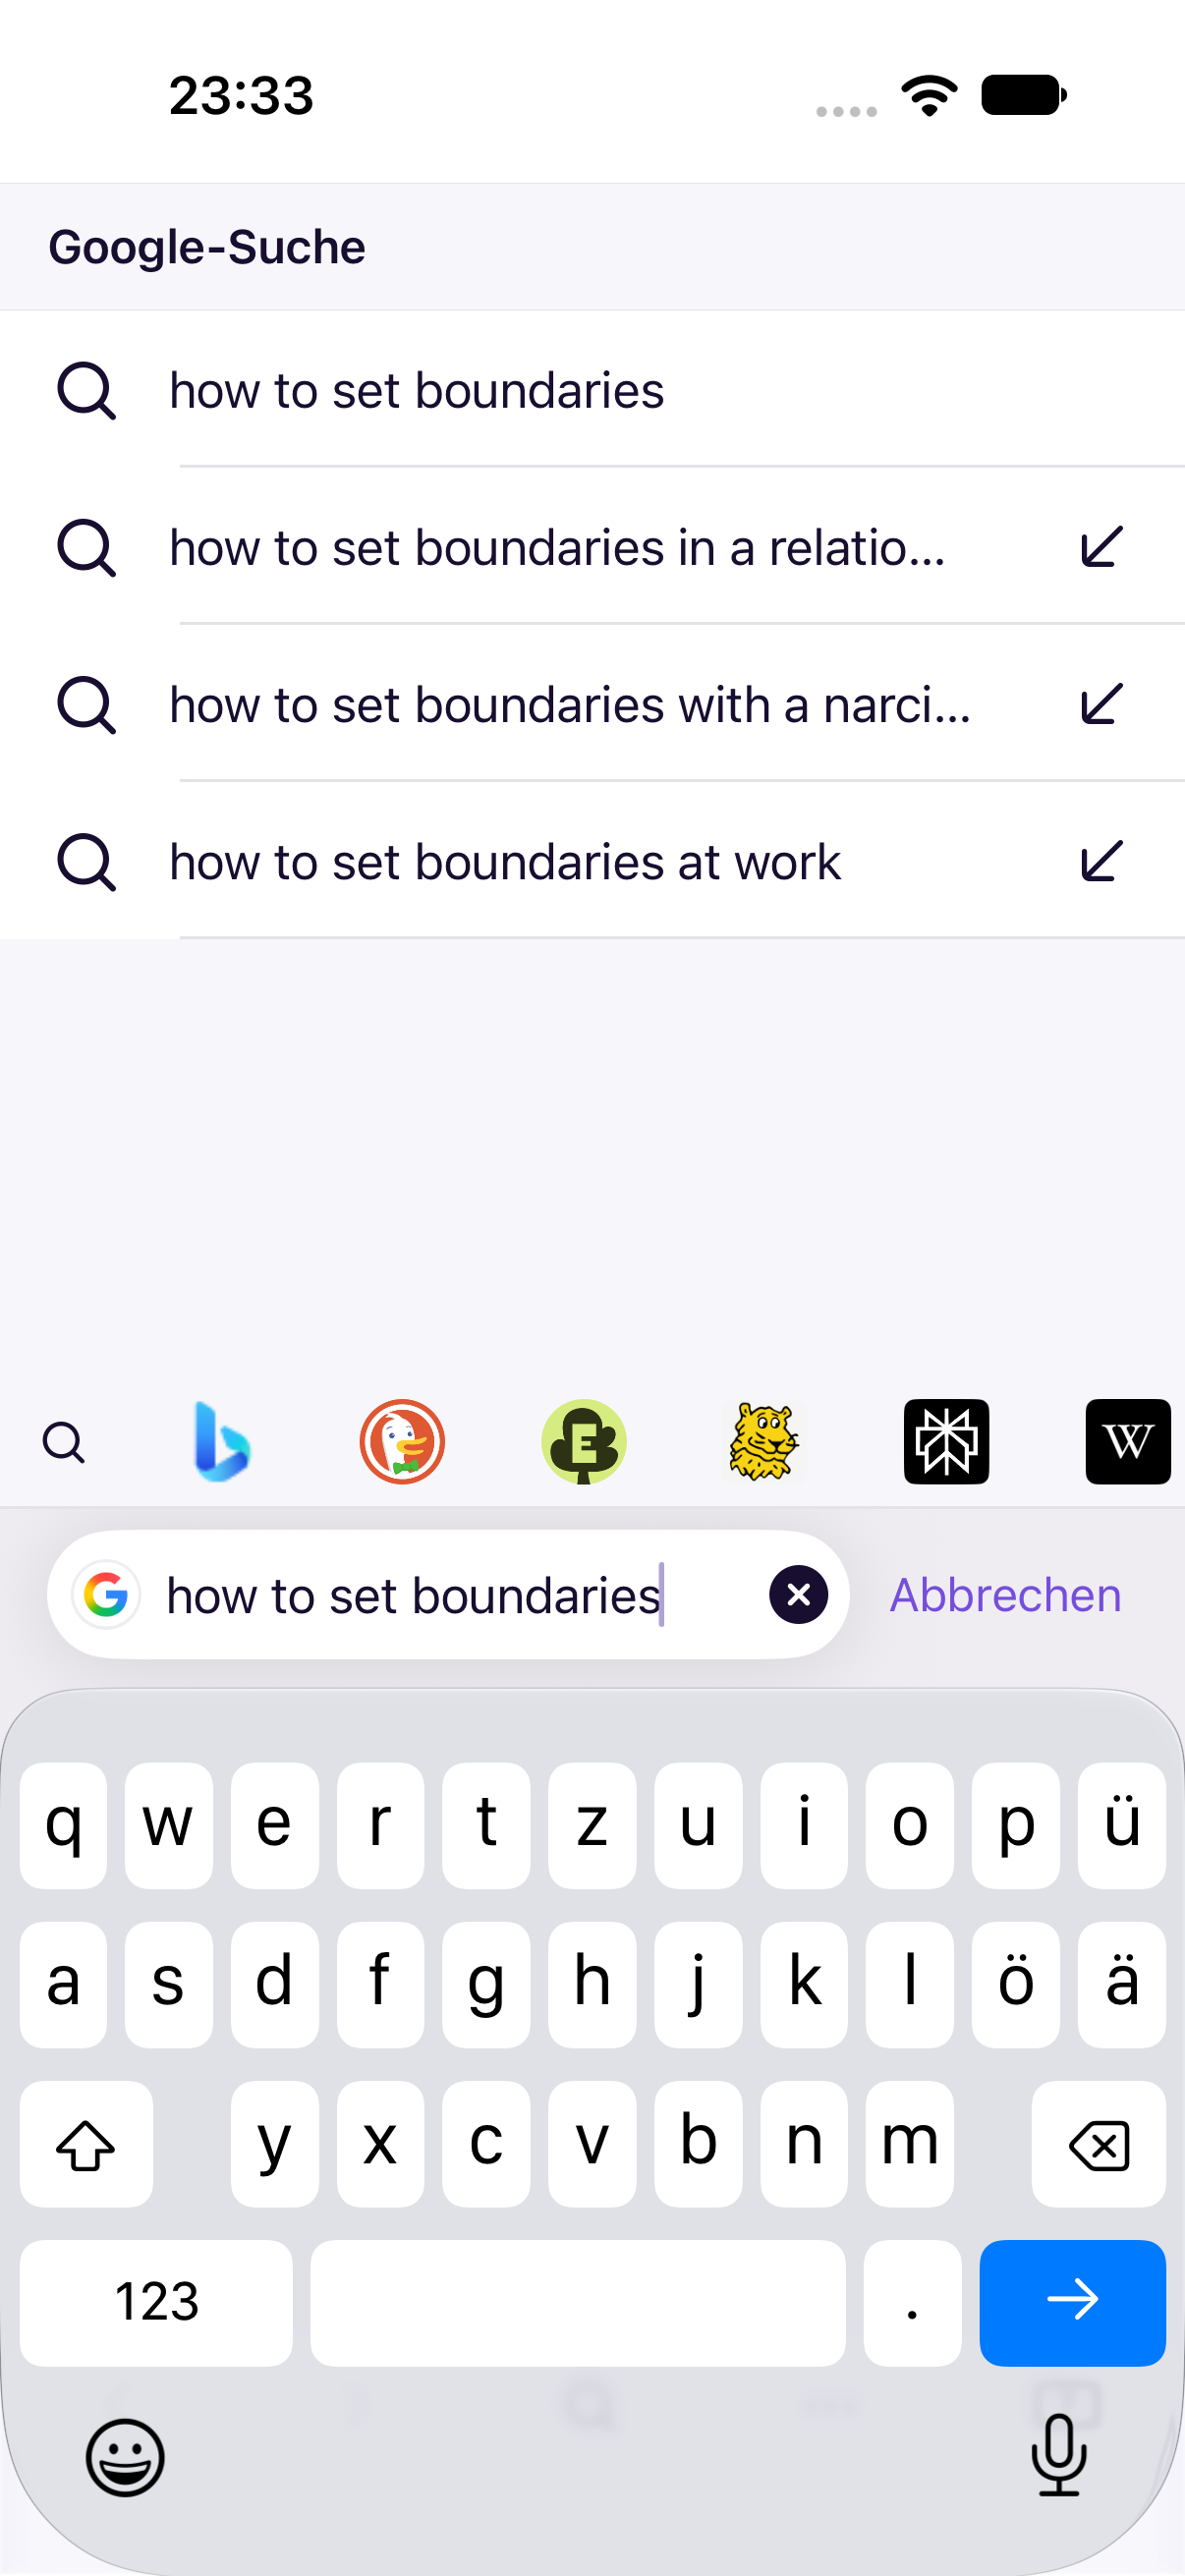 23:33
Google-Suche
how to set boundaries
how to set boundaries in a relatio...
how to set boundaries with a narci...
how to set boundaries at work
E
W
G how to set boundaries Abbrechen
q w e r t z u i o p ü
a s d f g h j k l ö ä
y x c v b n m
123 .